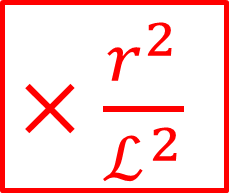 × r² / ℒ²